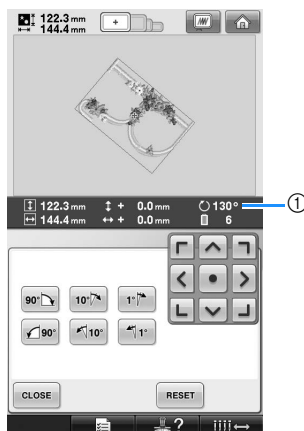 122.3 mm
144.4 mm
122.3 mm + 0.0 mm 130°
144.4 mm + 0.0 mm 6
①
90° 10° 1°
90° 10° 1°
CLOSE RESET
?